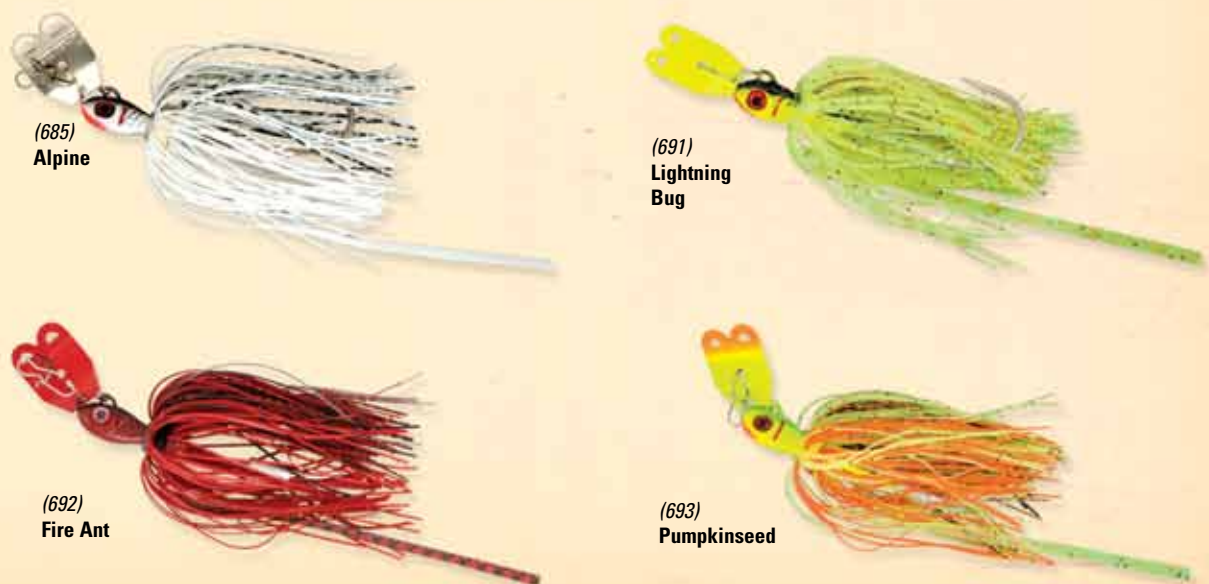 (685)
Alpine
(691)
Lightning
Bug
(692)
Fire Ant
(693)
Pumpkinseed